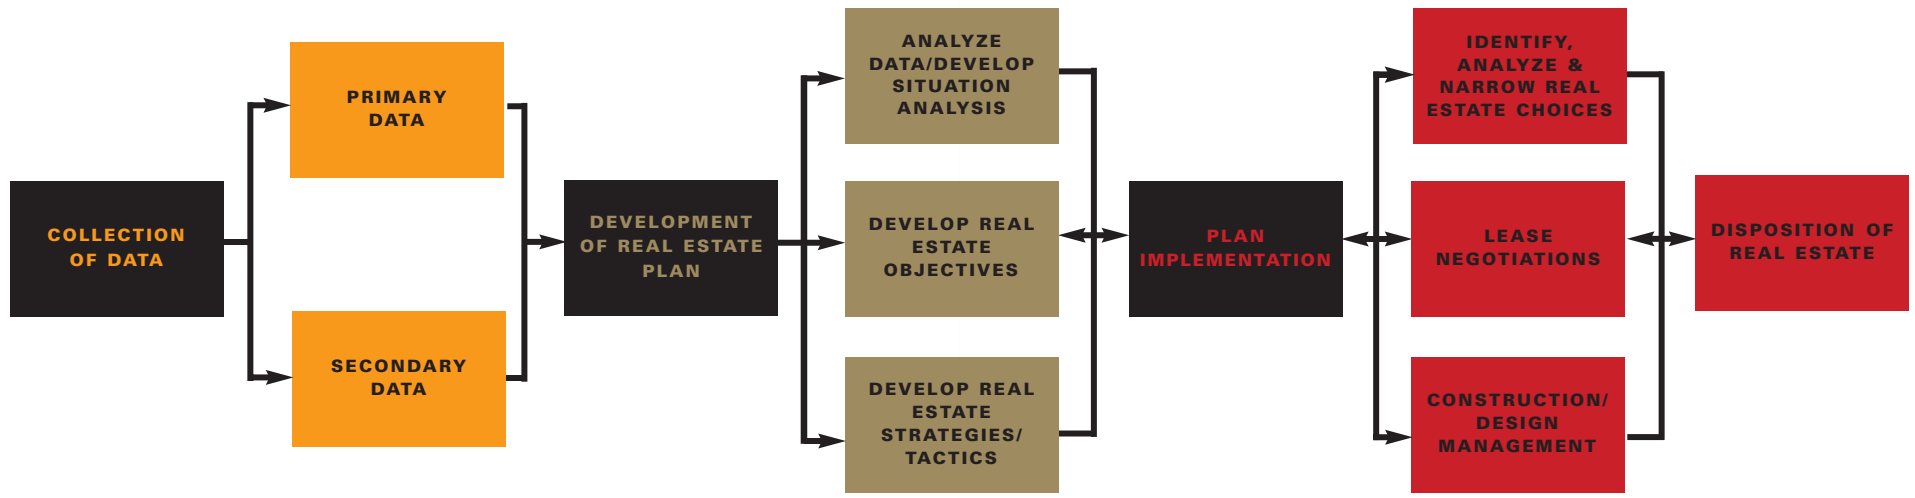 COLLECTION
OF DATA
PRIMARY
DATA
SECONDARY
DATA
DEVELOPMENT
OF REAL ESTATE
PLAN
ANALYZE
DATA/DEVELOP
SITUATION
ANALYSIS
DEVELOP REAL
ESTATE
OBJECTIVES
DEVELOP REAL
ESTATE
STRATEGIES/
TACTICS
PLAN
IMPLEMENTATION
IDENTIFY,
ANALYZE &
NARROW REAL
ESTATE CHOICES
LEASE
NEGOTIATIONS
CONSTRUCTION/
DESIGN
MANAGEMENT
DISPOSITION OF
REAL ESTATE